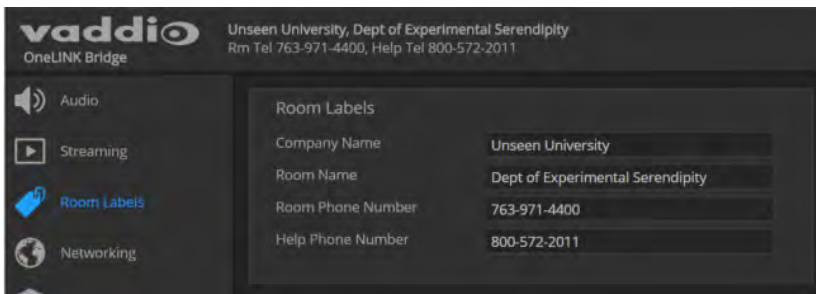 vaddio
OneLINK Bridge
Unseen University, Dept of Experimental Serendipity
Rm Tel 763-971-4400, Help Tel 800-572-2011
Audio
Streaming
Room Labels
Networking
Room Labels
Company Name Unseen University
Room Name Dept of Experimental Serendipity
Room Phone Number 763-971-4400
Help Phone Number 800-572-2011